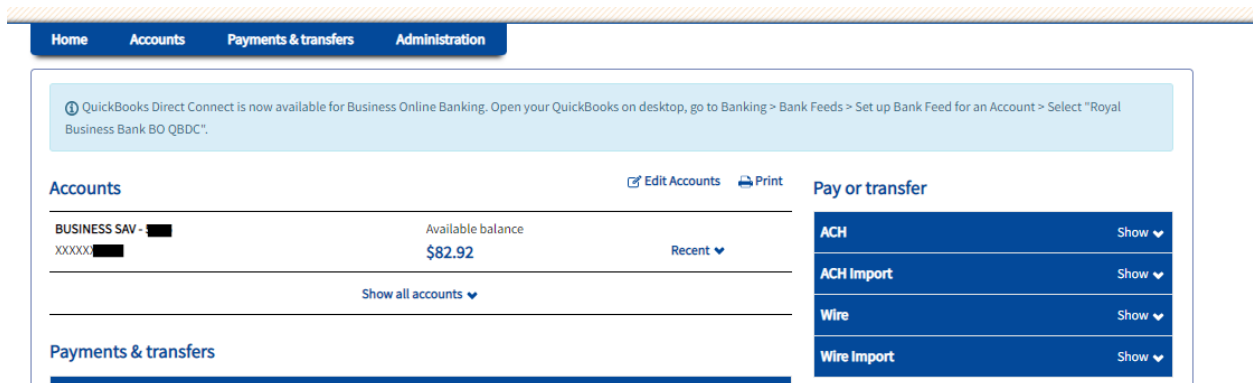 Home Accounts Payments & transfers Administration
QuickBooks Direct Connect is now available for Business Online Banking. Open your QuickBooks on desktop, go to Banking > Bank Feeds > Set up Bank Feed for an Account > Select "Royal
Business Bank BO QBDC".
Accounts
Edit Accounts Print
BUSINESS SAV -
XXXXX
Available balance
$82.92
Recent
Show all accounts
Payments & transfers
Pay or transfer
ACH Show
ACH Import Show
Wire Show
Wire Import Show